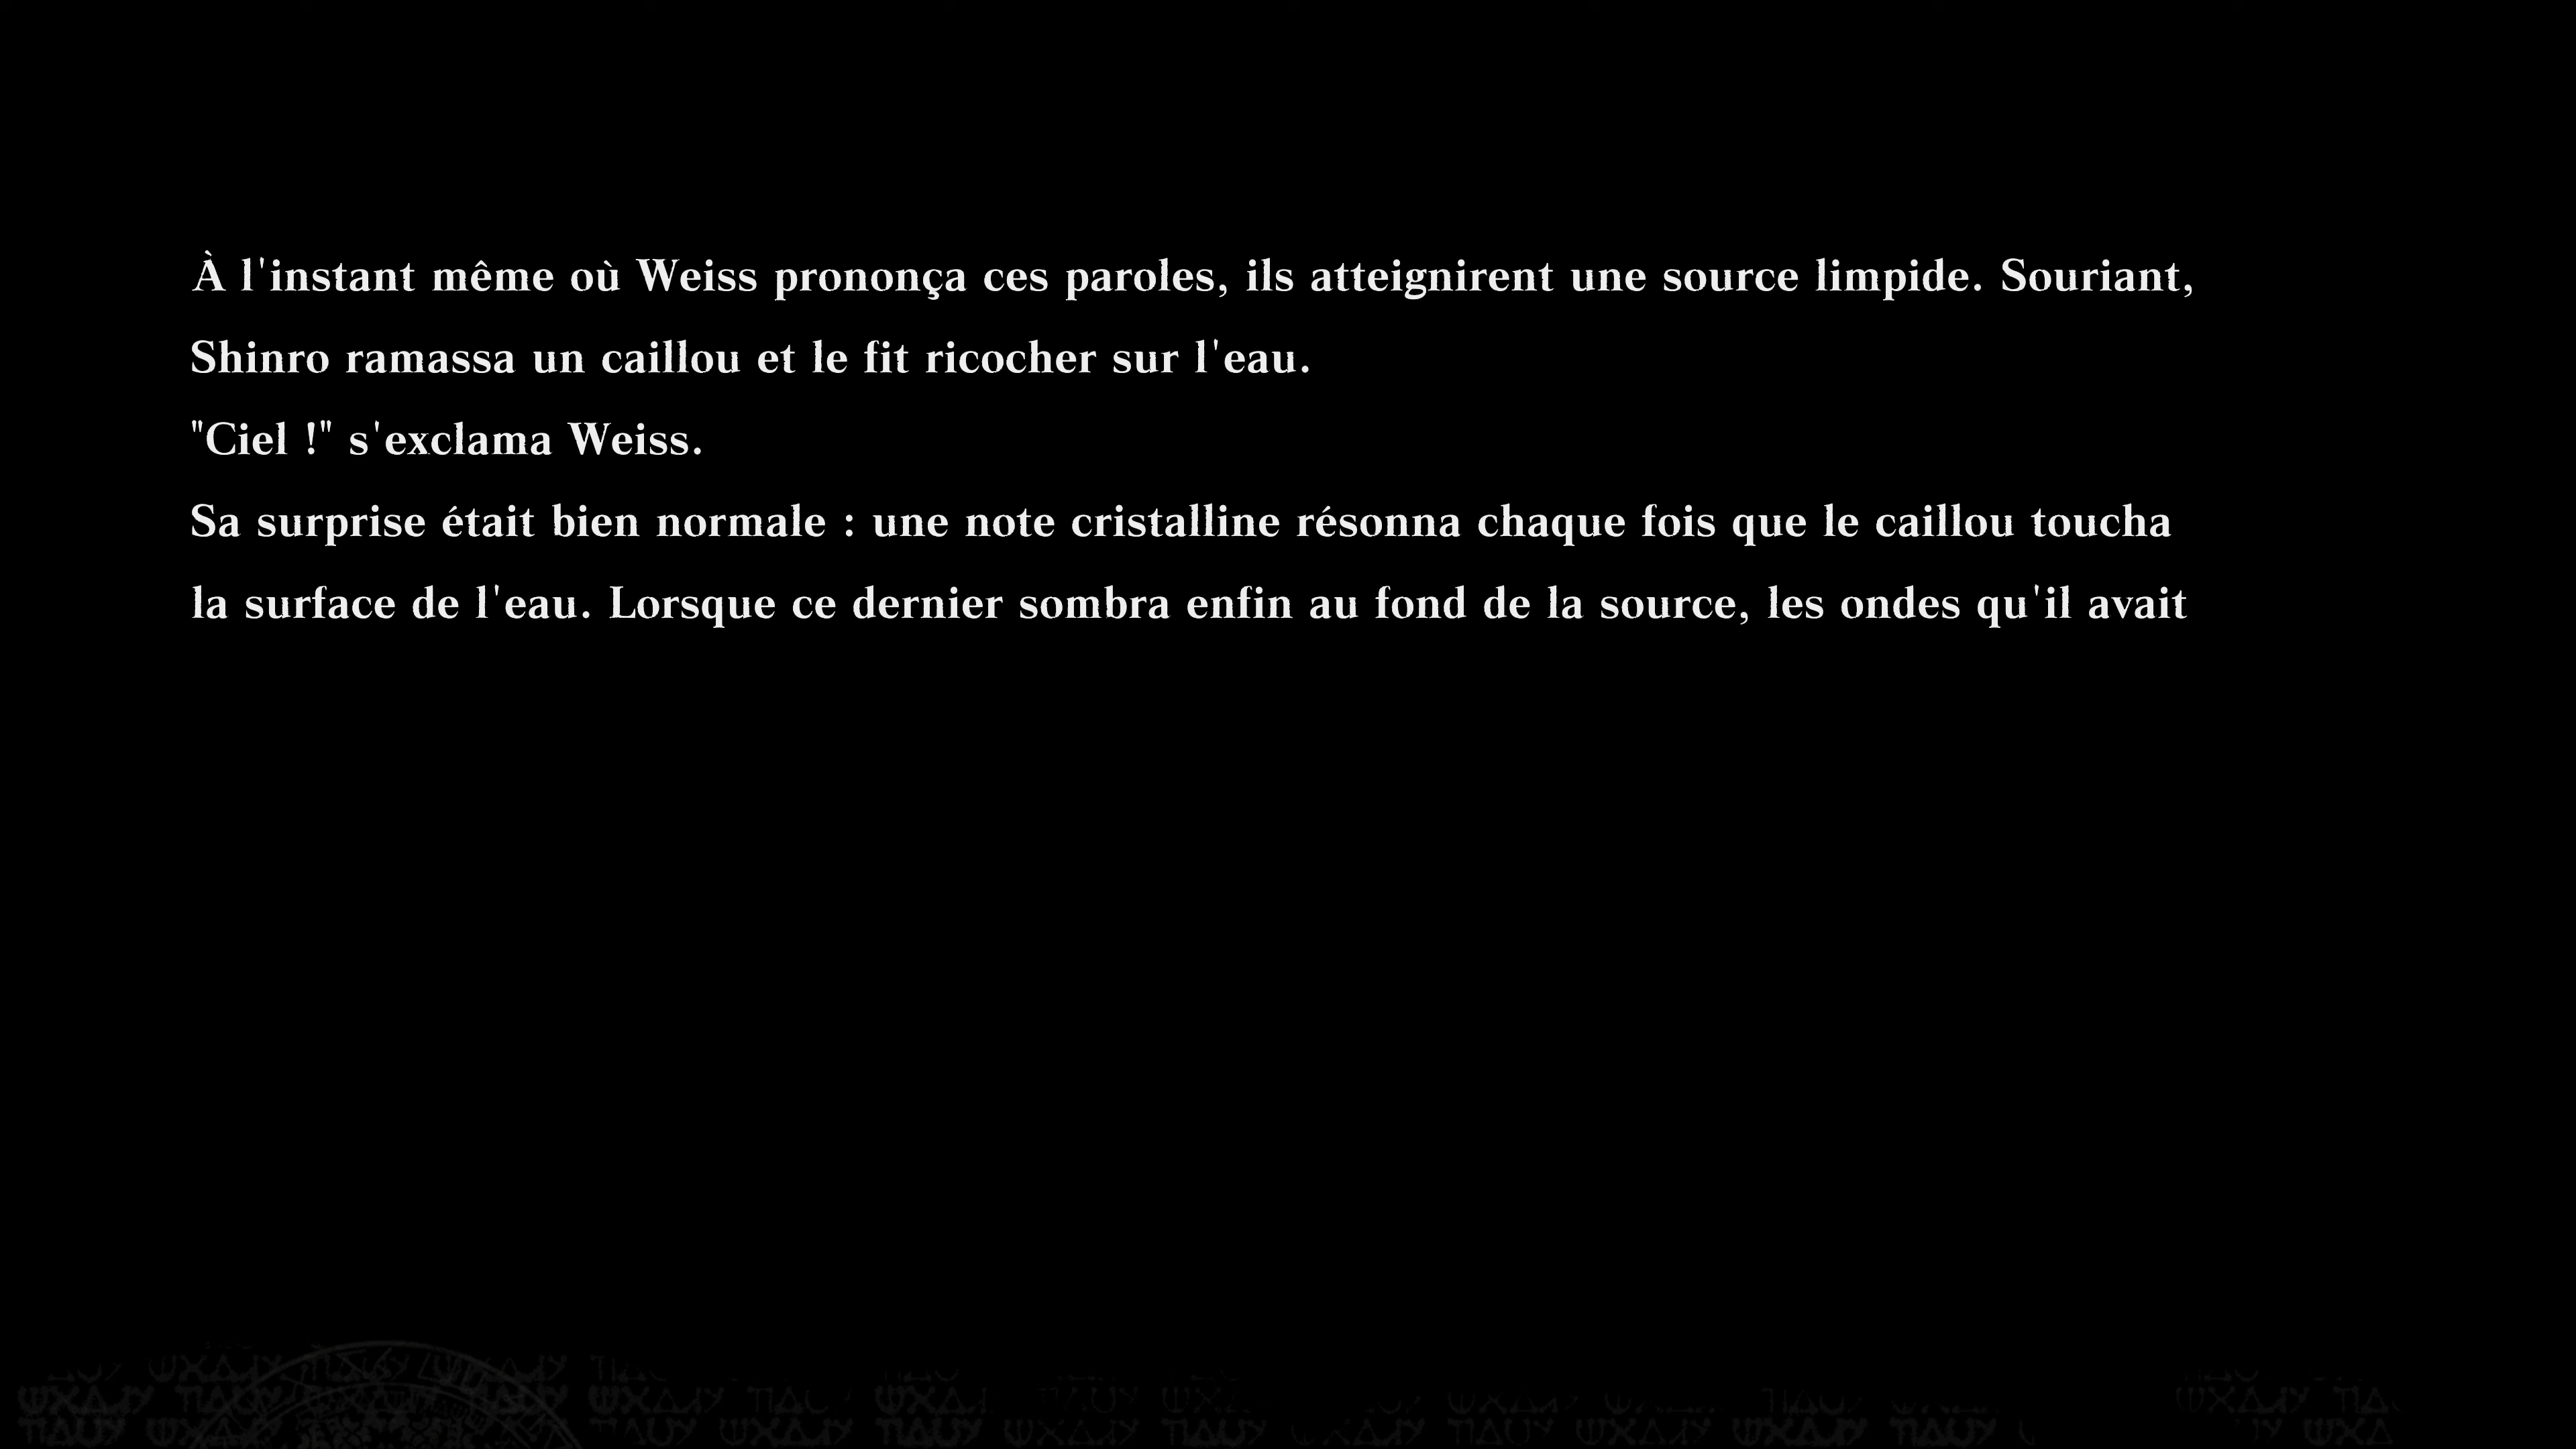 À l'instant même où Weiss prononça ces paroles, ils atteignirent une source limpide. Souriant,
Shinro ramassa un caillou et le fit ricocher sur l'eau.
"Ciel !" s'exclama Weiss.
Sa surprise était bien normale : une note cristalline résonna chaque fois que le caillou toucha
la surface de l'eau. Lorsque ce dernier sombra enfin au fond de la source, les ondes qu'il avait